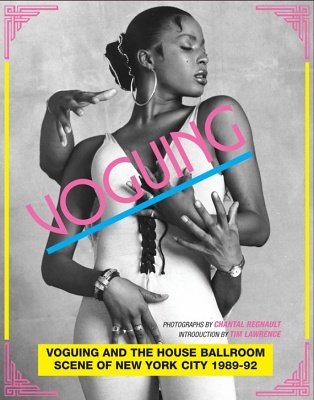 VOGUING
PHOTOGRAPHS BY CHANTAL REGNAULT
INTRODUCTION BY TIM LAWRENCE
VOGUING AND THE HOUSE BALLROOM
SCENE OF NEW YORK CITY 1989-92